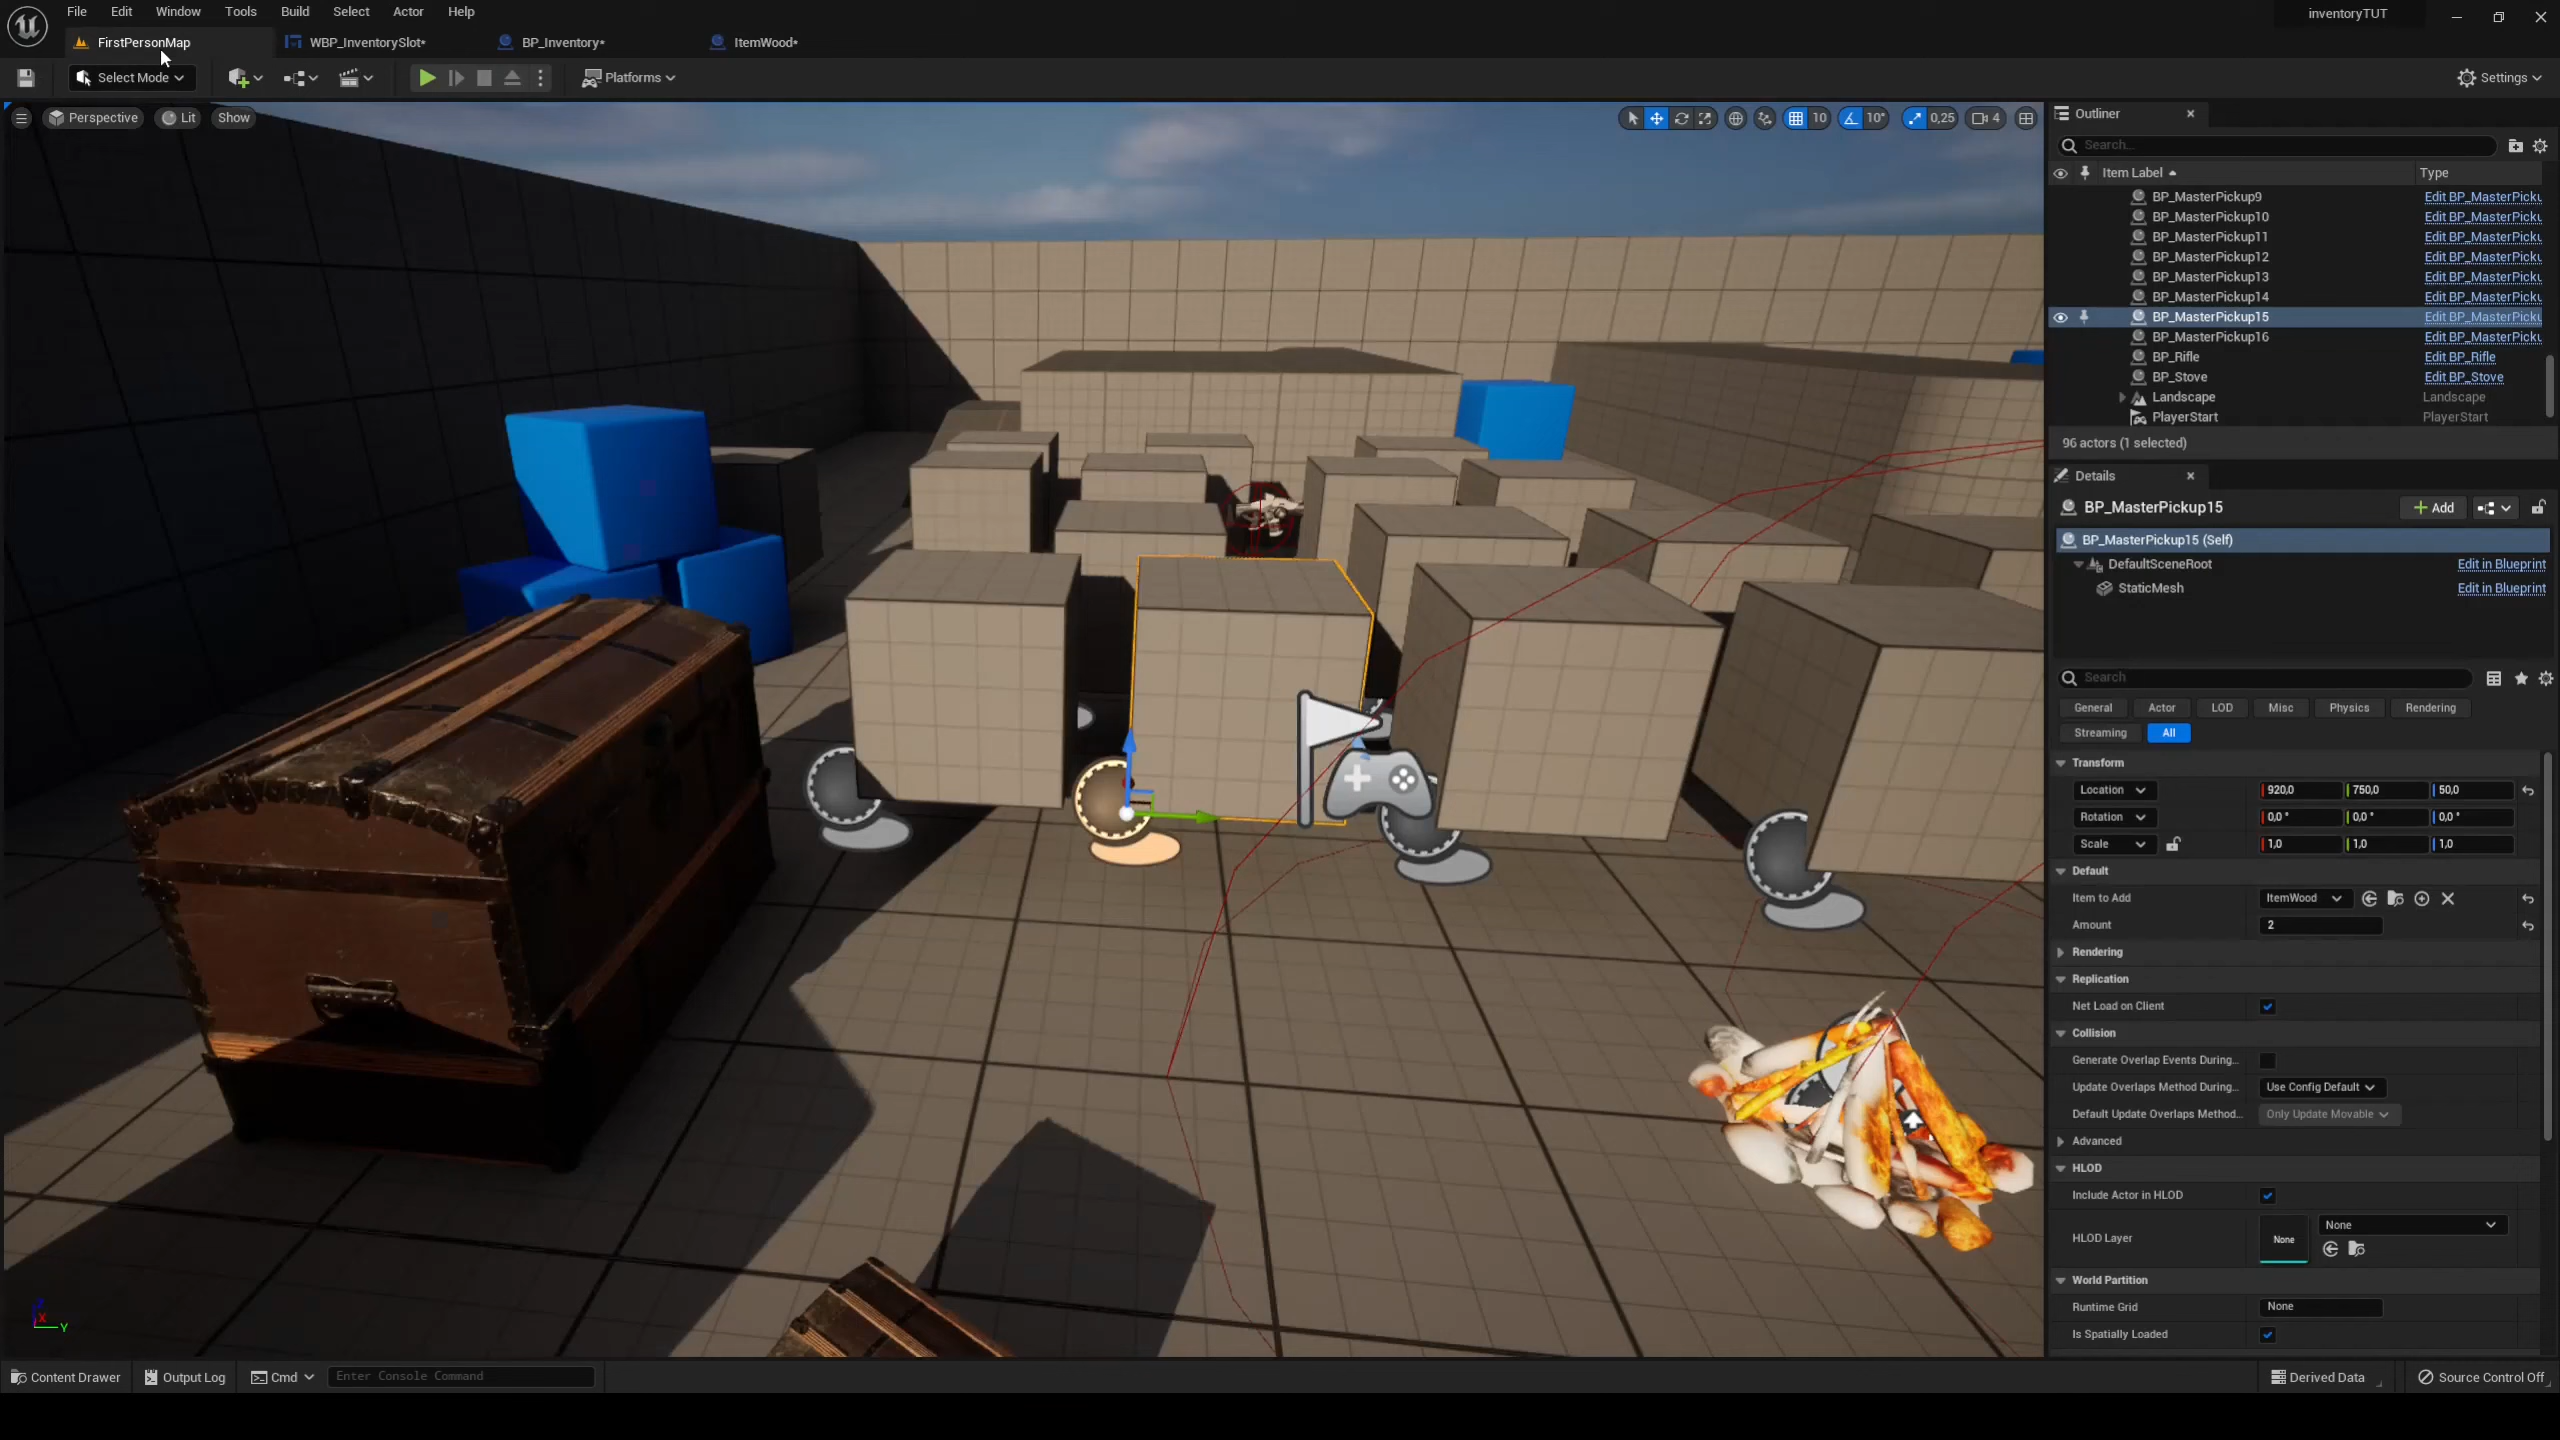 File Edit Window Tools Build Select Actor Help
inventoryTUT
FirstPersonMap
WBP_InventorySlot*
BP_Inventory*
ItemWood*
Select Mode
Platforms
Settings
Perspective
Lit
Show
10
10°
0,25
4
Outliner
Search...
Item Label
Type
BP_MasterPickup9 Edit BP_MasterPicku
BP_MasterPickup10 Edit BP_MasterPicku
BP_MasterPickup11 Edit BP_MasterPicku
BP_MasterPickup12 Edit BP_MasterPicku
BP_MasterPickup13 Edit BP_MasterPicku
BP_MasterPickup14 Edit BP_MasterPicku
BP_MasterPickup15 Edit BP_MasterPicku
BP_MasterPickup16 Edit BP_MasterPicku
BP_Rifle Edit BP_Rifle
BP_Stove Edit BP_Stove
Landscape Landscape
PlayerStart PlayerStart
96 actors (1 selected)
Details
BP_MasterPickup15
Add
BP_MasterPickup15 (Self)
DefaultSceneRoot Edit in Blueprint
StaticMesh Edit in Blueprint
Search
General Actor LOD Misc Physics Rendering
Streaming All
Transform
Location 920,0 750,0 50,0
Rotation 0,0 ° 0,0 ° 0,0 °
Scale 1,0 1,0 1,0
Default
Item to Add ItemWood
Amount 2
Rendering
Replication
Net Load on Client
Collision
Generate Overlap Events During...
Update Overlaps Method During... Use Config Default
Default Update Overlaps Method... Only Update Movable
Advanced
HLOD
Include Actor in HLOD
HLOD Layer None None
World Partition
Runtime Grid None
Is Spatially Loaded
X
Y
Content Drawer
Output Log
Cmd
Enter Console Command
Derived Data
Source Control Off